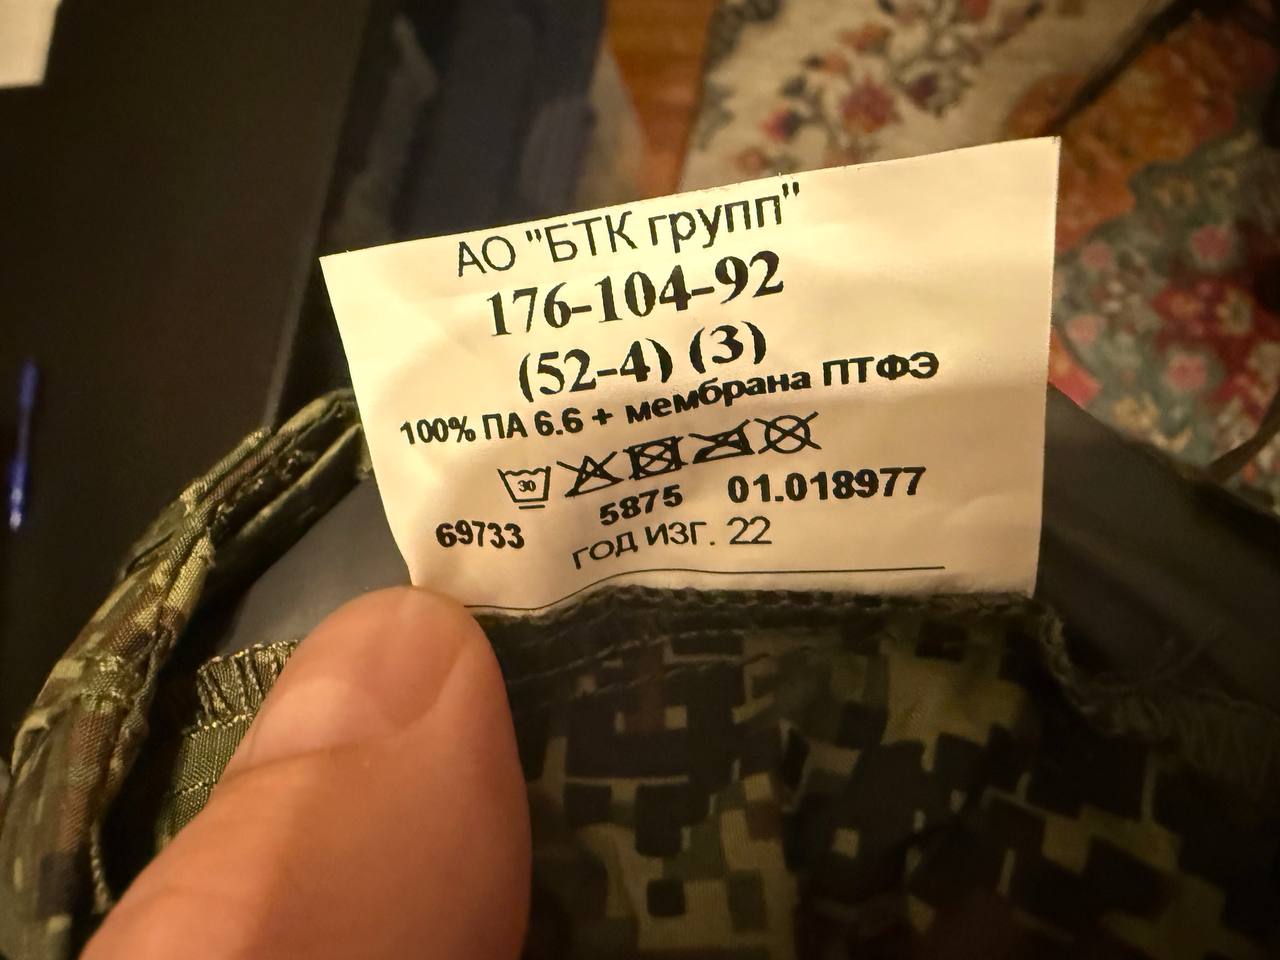 АО "БТК групп"
176-104-92
(52-4) (3)
100% ПА 6.6 + мембрана ПТФЭ
30
69733 5875 01.018977
ГОД ИЗГ. 22